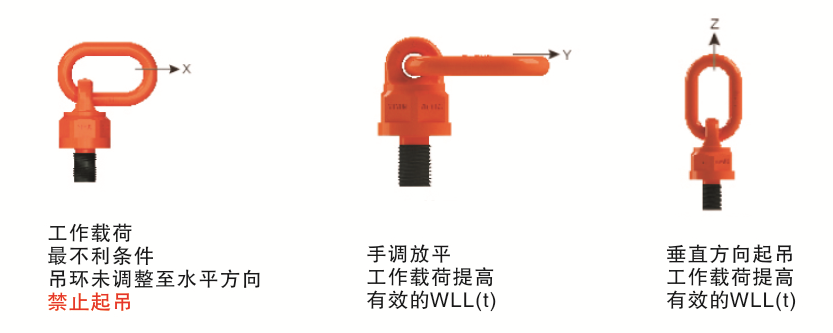 X
Y
Z
工作载荷
最不利条件
吊环未调整至水平方向
禁止起吊
手调放平
工作载荷提高
有效的WLL(t)
垂直方向起吊
工作载荷提高
有效的WLL(t)